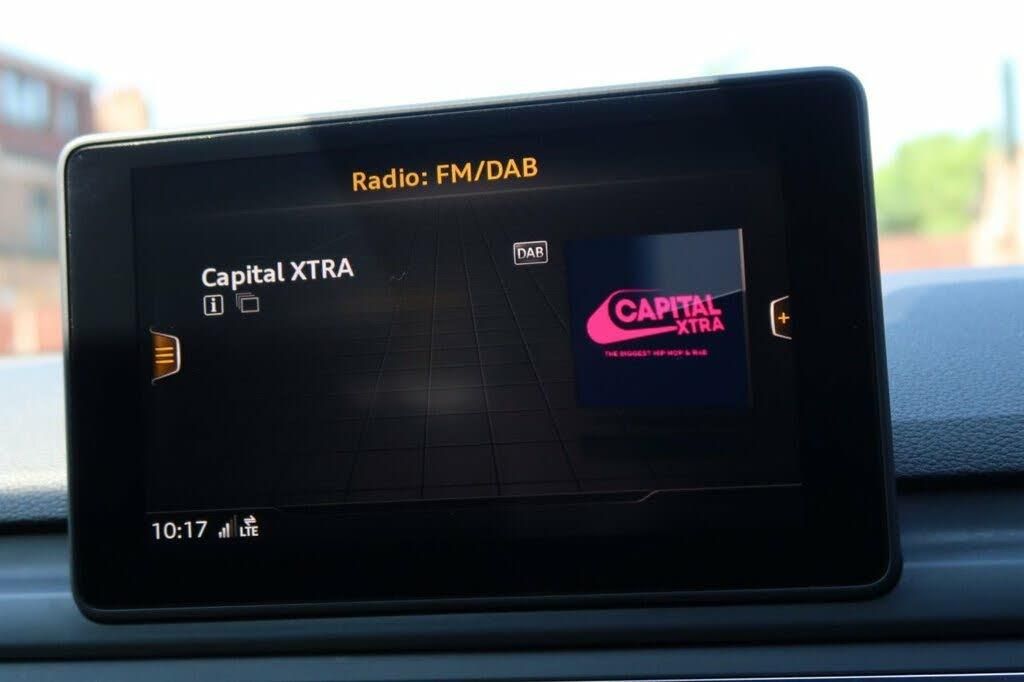 Radio: FM/DAB
Capital XTRA
DAB
CAPITAL
XTRA
THE BIGGEST HIP HOP & R&B
10:17 LTE